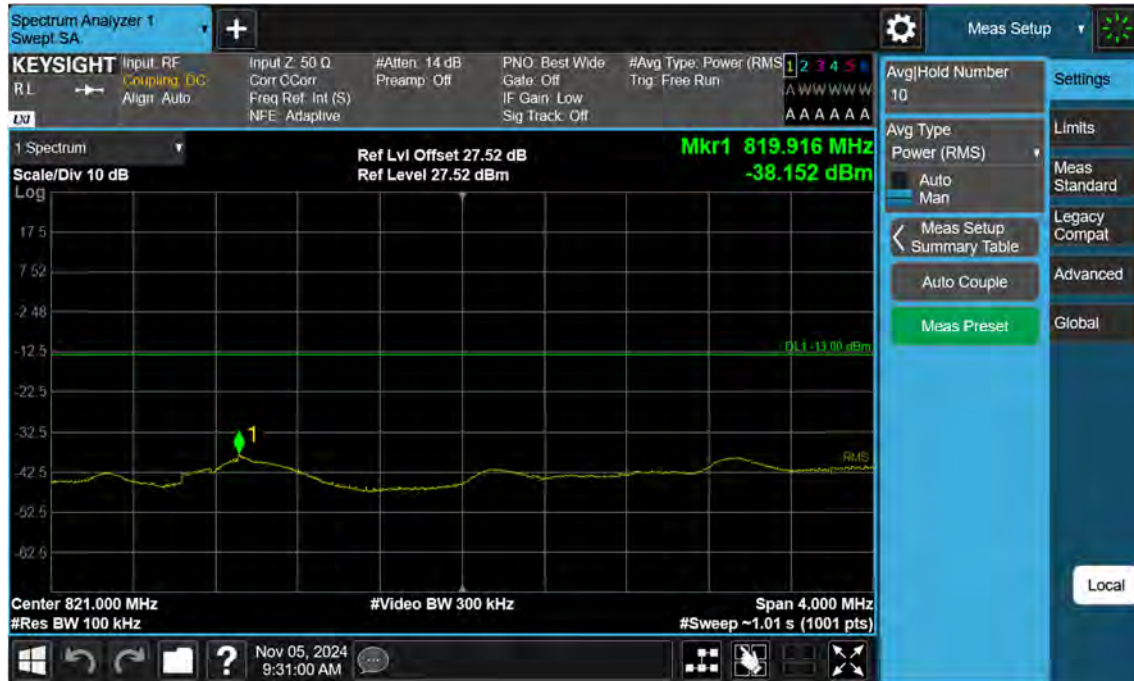 Spectrum Analyzer 1
Swept SA
+
Meas Setup
KEYSIGHT
RL
LXI
Input: RF
Coupling: DC
Align: Auto
Input Z: 50 Ω
Corr CCorr
Freq Ref: Int (S)
NFE: Adaptive
#Atten: 14 dB
Preamp: Off
PNO: Best Wide
Gate: Off
IF Gain: Low
Sig Track: Off
#Avg Type: Power (RMS)
Trig: Free Run
1 2 3 4 5 6
A W W W W W
A A A A A A
1 Spectrum
Scale/Div 10 dB
Ref Lvl Offset 27.52 dB
Ref Level 27.52 dBm
Mkr1 819.916 MHz
-38.152 dBm
Log
17.5
7.52
-2.48
-12.5
DL1 -13.00 dBm
-22.5
-32.5
1
RMS
-42.5
-52.5
-62.5
Center 821.000 MHz
#Res BW 100 kHz
#Video BW 300 kHz
Span 4.000 MHz
#Sweep ~1.01 s (1001 pts)
Avg|Hold Number
10
Avg Type
Power (RMS)
Auto
Man
Meas Setup
Summary Table
Auto Couple
Meas Preset
Settings
Limits
Meas
Standard
Legacy
Compat
Advanced
Global
Local
?
Nov 05, 2024
9:31:00 AM